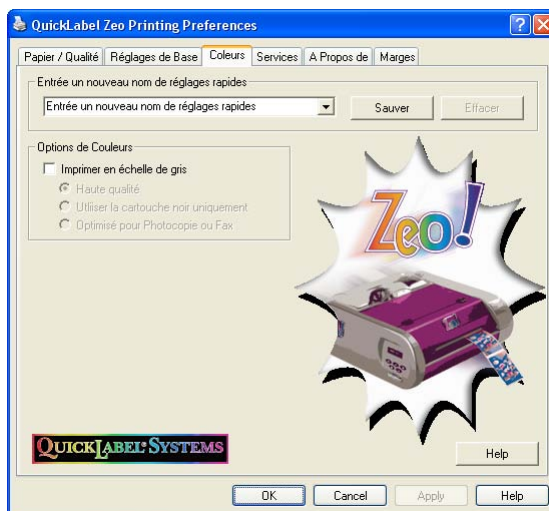 QuickLabel Zeo Printing Preferences
Papier / Qualité Réglages de Base Coleurs Services A Propos de Marges
Entrée un nouveau nom de réglages rapides
Entrée un nouveau nom de réglages rapides Sauver Effacer
Options de Couleurs
Imprimer en échelle de gris
Haute qualité
Utiliser la cartouche noir uniquement
Optimisé pour Photocopie ou Fax
Zeo!
QUICKLABEL SYSTEMS
Help
OK Cancel Apply Help